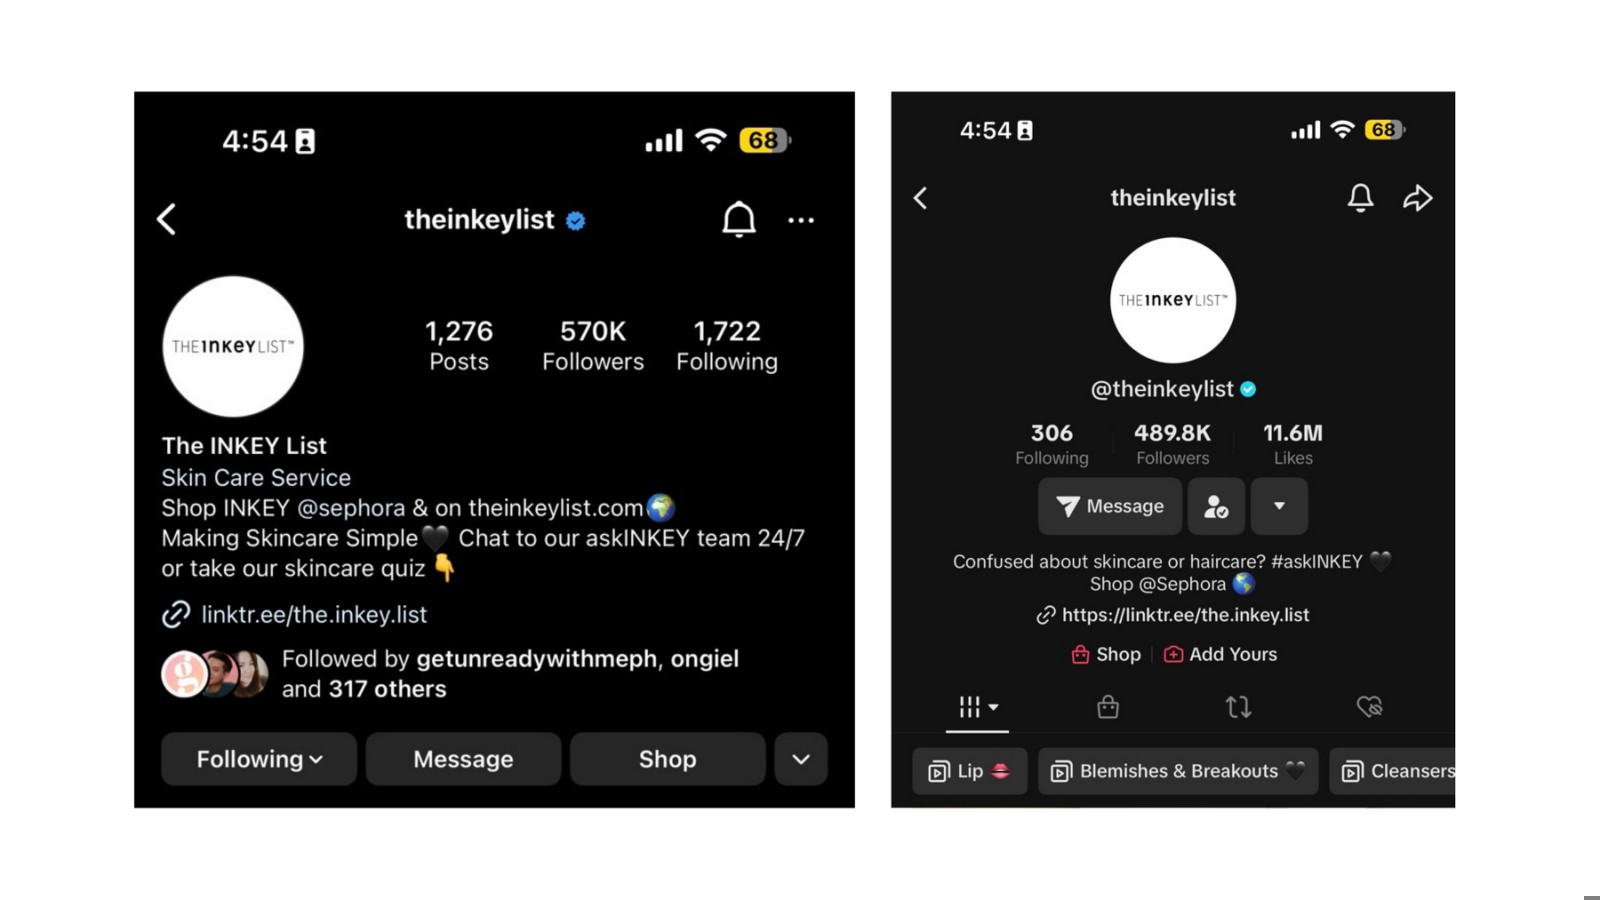 4:54
68
theinkeylist
THE INKEY LIST™
1,276
Posts
570K
Followers
1,722
Following
The INKEY List
Skin Care Service
Shop INKEY @sephora & on theinkeylist.com🌍
Making Skincare Simple🖤 Chat to our askINKEY team 24/7
or take our skincare quiz 👇
linktr.ee/the.inkey.list
g
Followed by getunreadywithmeph, ongiel
and 317 others
Following
Message
Shop
4:54
68
theinkeylist
THE INKEY LIST™
@theinkeylist
306
Following
489.8K
Followers
11.6M
Likes
Message
Confused about skincare or haircare? #askINKEY 🖤
Shop @Sephora 🌎
https://linktr.ee/the.inkey.list
Shop
Add Yours
Lip 🫦
Blemishes & Breakouts 🖤
Cleansers